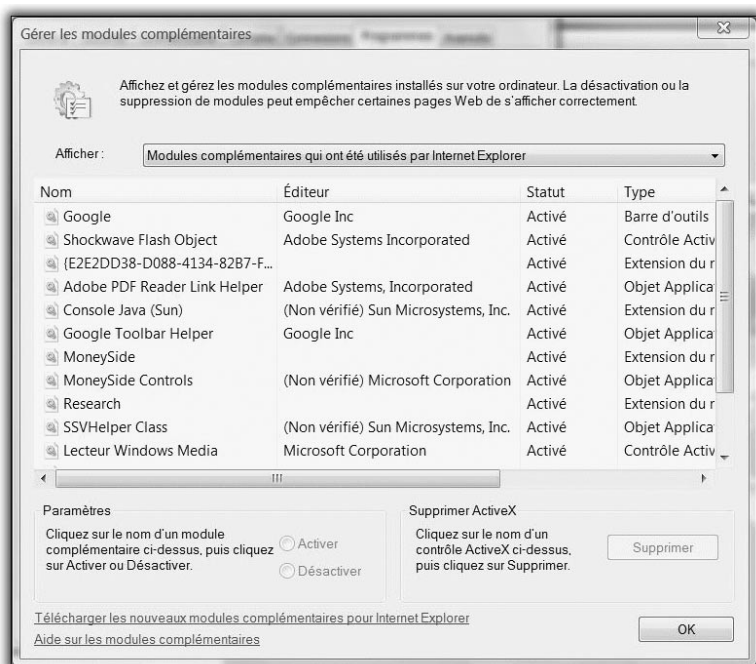 Gérer les modules complémentaires
Programmes
Affichez et gérez les modules complémentaires installés sur votre ordinateur. La désactivation ou la
suppression de modules peut empêcher certaines pages Web de s'afficher correctement.
Afficher : Modules complémentaires qui ont été utilisés par Internet Explorer
Nom Éditeur Statut Type
Google Google Inc Activé Barre d'outils
Shockwave Flash Object Adobe Systems Incorporated Activé Contrôle Activ
{E2E2DD38-D088-4134-82B7-F... Activé Extension du r
Adobe PDF Reader Link Helper Adobe Systems, Incorporated Activé Objet Applica
Console Java (Sun) (Non vérifié) Sun Microsystems, Inc. Activé Extension du r
Google Toolbar Helper Google Inc Activé Objet Applica
MoneySide Activé Extension du r
MoneySide Controls (Non vérifié) Microsoft Corporation Activé Objet Applica
Research Activé Extension du r
SSVHelper Class (Non vérifié) Sun Microsystems, Inc. Activé Objet Applica
Lecteur Windows Media Microsoft Corporation Activé Contrôle Activ
Paramètres
Cliquez sur le nom d'un module
complémentaire ci-dessus, puis cliquez
sur Activer ou Désactiver.
Activer
Désactiver
Supprimer ActiveX
Cliquez sur le nom d'un
contrôle ActiveX ci-dessus,
puis cliquez sur Supprimer.
Supprimer
Télécharger les nouveaux modules complémentaires pour Internet Explorer
Aide sur les modules complémentaires
OK